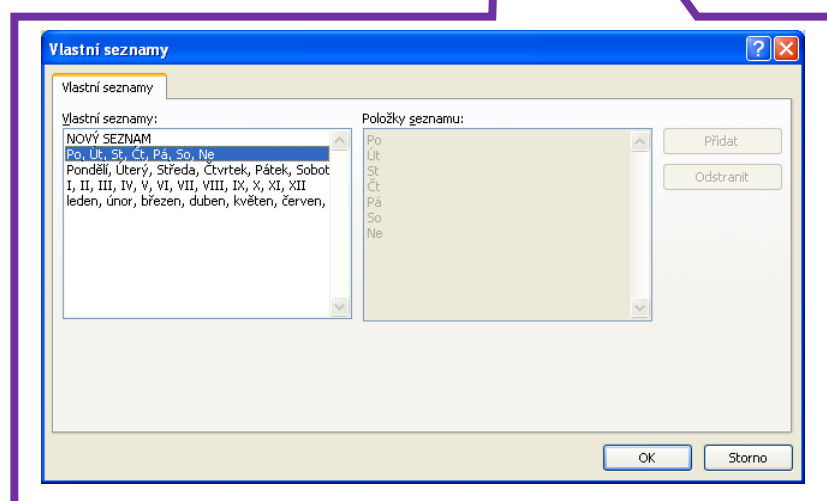 Vlastní seznamy
Vlastní seznamy
Vlastní seznamy:
NOVÝ SEZNAM
Po, Út, St, Čt, Pá, So, Ne
Pondělí, Úterý, Středa, Čtvrtek, Pátek, Sobot
I, II, III, IV, V, VI, VII, VIII, IX, X, XI, XII
leden, únor, březen, duben, květen, červen,
Položky seznamu:
Po
Út
St
Čt
Pá
So
Ne
Přidat
Odstranit
OK
Storno